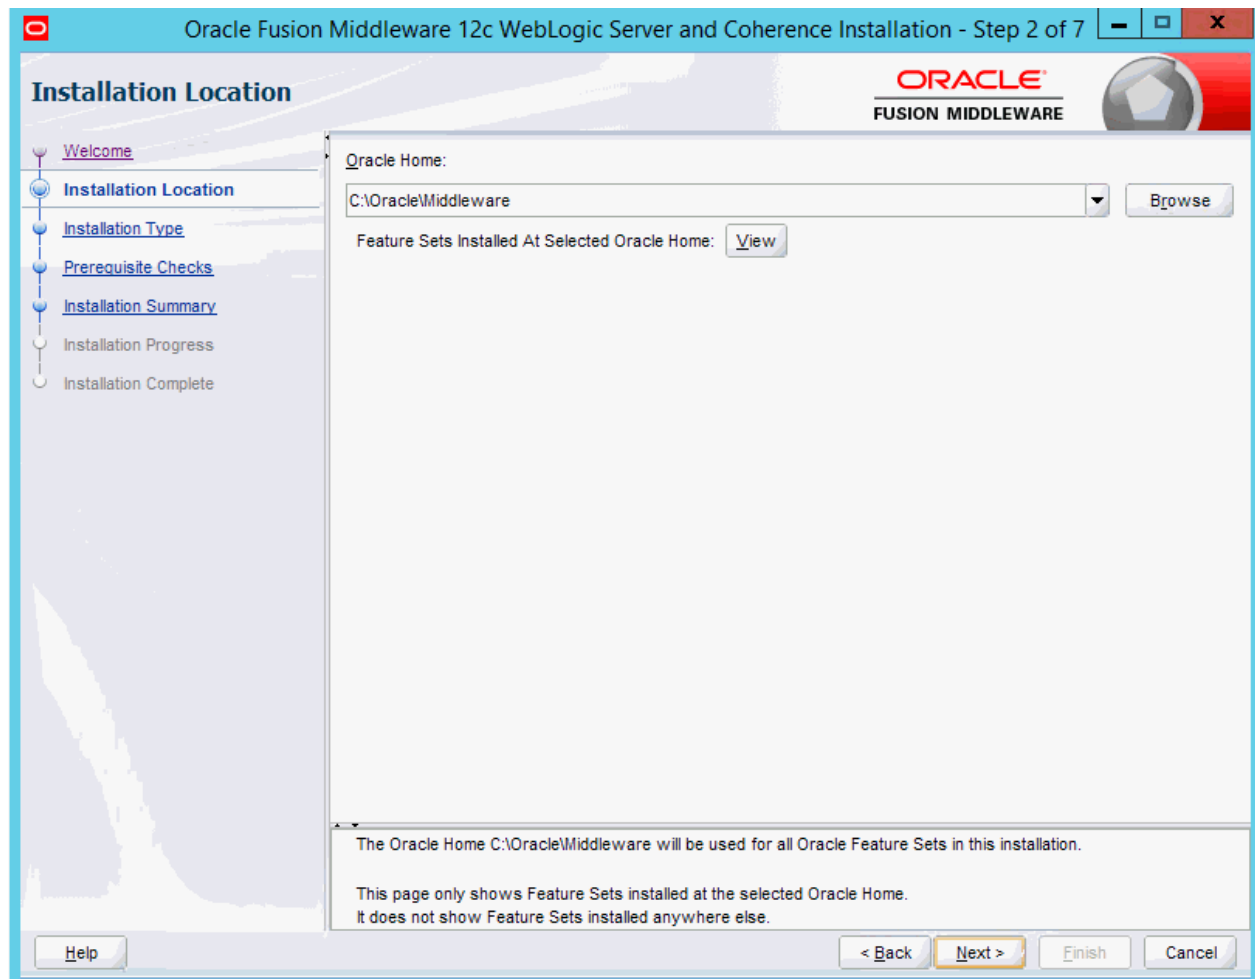 Oracle Fusion Middleware 12c WebLogic Server and Coherence Installation - Step 2 of 7
Installation Location
ORACLE
FUSION MIDDLEWARE
Welcome
Installation Location
Installation Type
Prerequisite Checks
Installation Summary
Installation Progress
Installation Complete
Oracle Home:
C:\Oracle\Middleware
Browse
Feature Sets Installed At Selected Oracle Home: View
The Oracle Home C:\Oracle\Middleware will be used for all Oracle Feature Sets in this installation.
This page only shows Feature Sets installed at the selected Oracle Home.
It does not show Feature Sets installed anywhere else.
Help
< Back Next > Finish Cancel